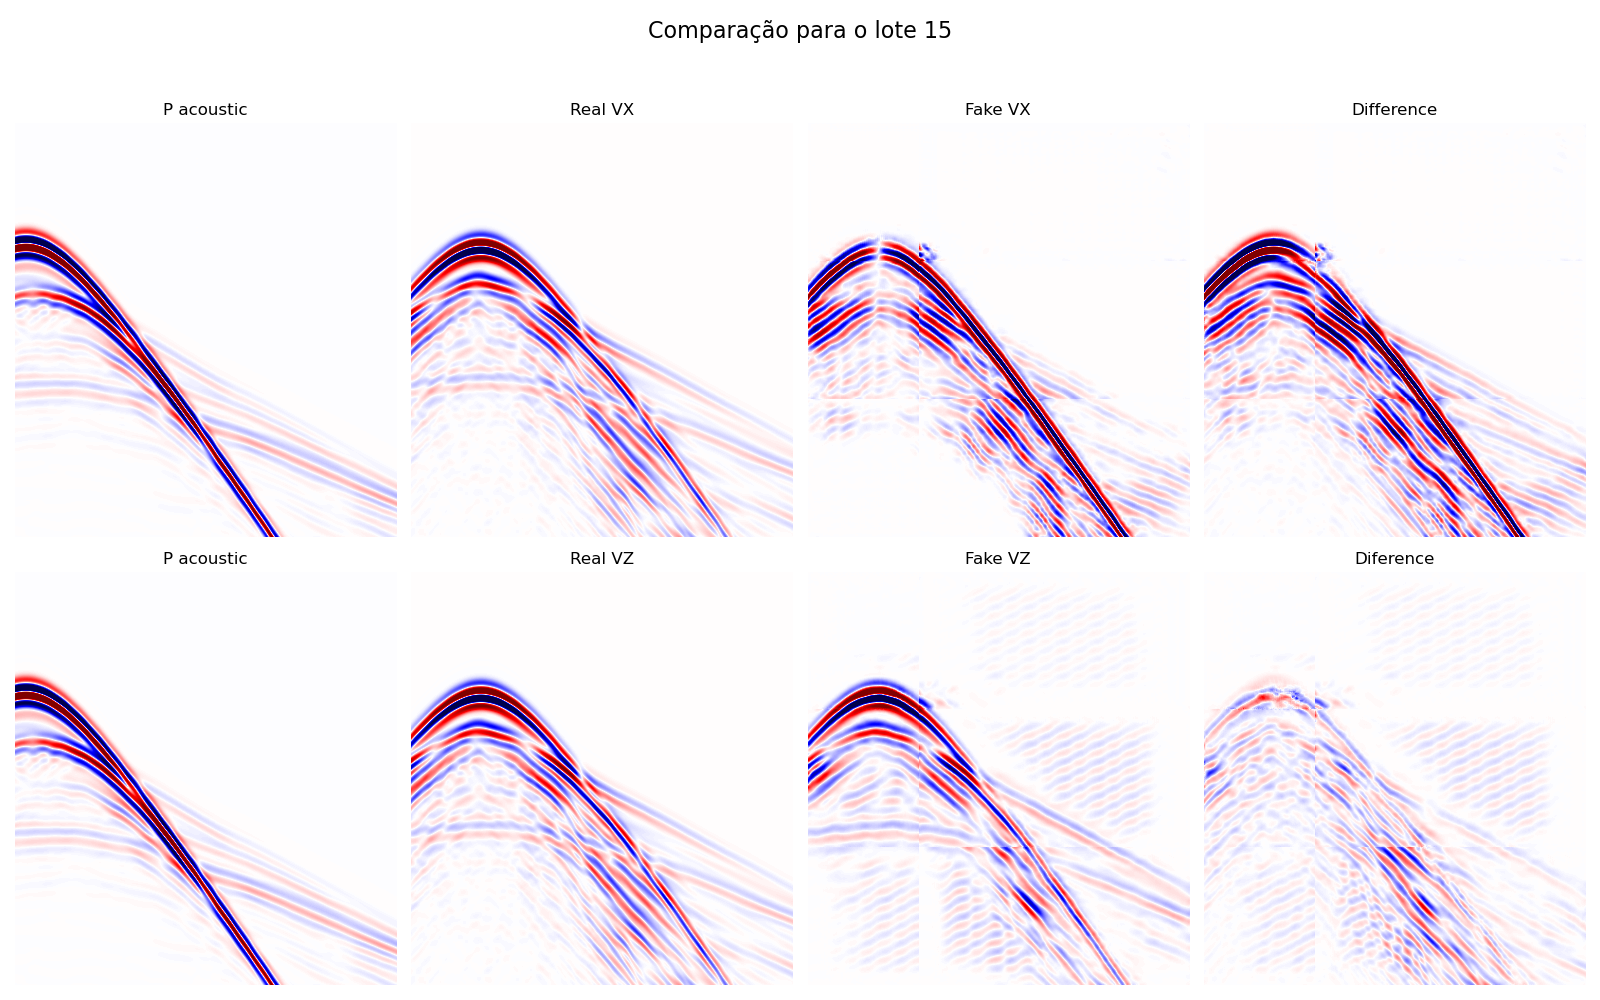 Comparação para o lote 15
P acoustic
Real VX
Fake VX
Difference
P acoustic
Real VZ
Fake VZ
Diference